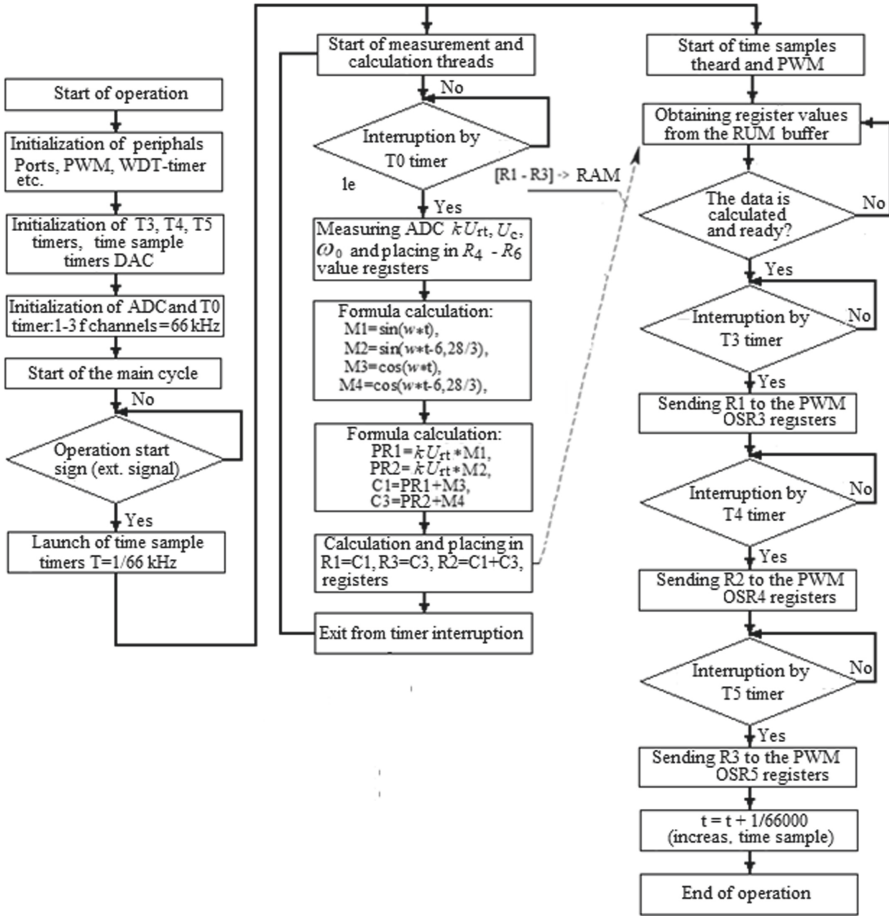 Start of operation
Initialization of periphals
Ports, PWM, WDT-timer
etc.
Initialization of T3, T4, T5
timers, time sample
timers DAC
Initialization of ADC and T0
timer:1-3 f channels = 66 kHz
Start of the main cycle
No
Operation start
sign (ext. signal)
Yes
Launch of time sample
timers T=1/66 kHz
Start of measurement and
calculation threads
No
Interruption by
T0 timer
1e
Yes
Measuring ADC kUrt, Uc,
ω0 and placing in R4 - R6
value registers
Formula calculation:
M1=sin(w*t),
M2=sin(w*t-6,28/3),
M3=cos(w*t),
M4=cos(w*t-6,28/3),
Formula calculation:
PR1=kUrt*M1,
PR2=kUrt*M2,
C1=PR1+M3,
C3=PR2+M4
Calculation and placing in
R1=C1, R3=C3, R2=C1+C3,
registers
Exit from timer interruption
[R1 - R3] -> RAM
Start of time samples
theard and PWM
Obtaining register values
from the RUM buffer
The data is
calculated
and ready?
No
Yes
Interruption by
T3 timer
No
Yes
Sending R1 to the PWM
OSR3 registers
Interruption by
T4 timer
No
Yes
Sending R2 to the PWM
OSR4 registers
Interruption by
T5 timer
No
Yes
Sending R3 to the PWM
OSR5 registers
t = t + 1/66000
(increas, time sample)
End of operation